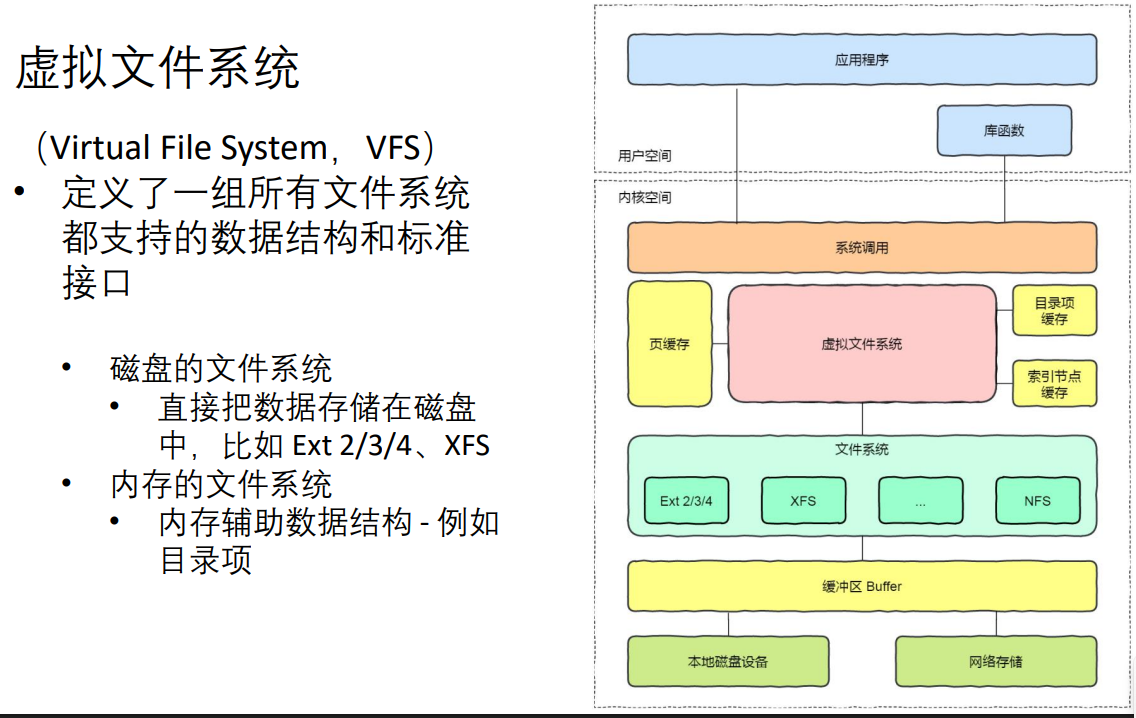 虚拟文件系统
（Virtual File System，VFS）
• 定义了一组所有文件系统
都支持的数据结构和标准
接口
• 磁盘的文件系统
• 直接把数据存储在磁盘
中，比如 Ext 2/3/4、XFS
• 内存的文件系统
• 内存辅助数据结构 - 例如
目录项
应用程序
库函数
用户空间
内核空间
系统调用
页缓存
虚拟文件系统
目录项
缓存
索引节点
缓存
文件系统
Ext 2/3/4
XFS
...
NFS
缓冲区 Buffer
本地磁盘设备
网络存储